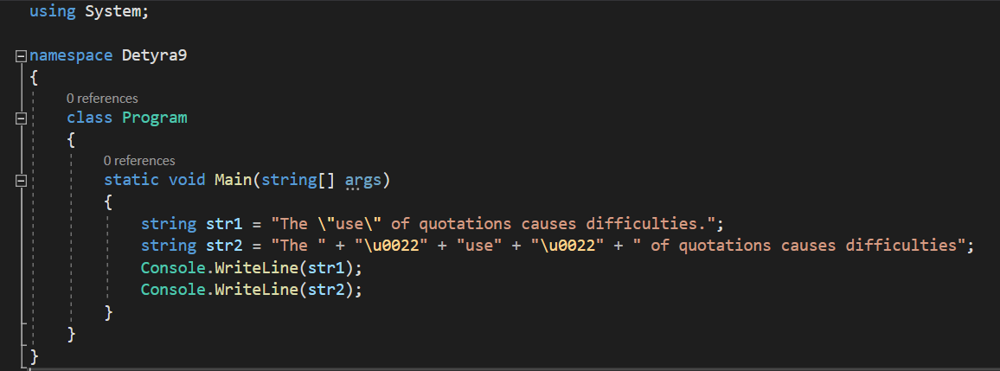 using System;
namespace Detyra9
{
0 references
class Program
{
0 references
static void Main(string[] args)
{
string str1 = "The \"use\" of quotations causes difficulties.";
string str2 = "The " + "\u0022" + "use" + "\u0022" + " of quotations causes difficulties";
Console.WriteLine(str1);
Console.WriteLine(str2);
}
}
}